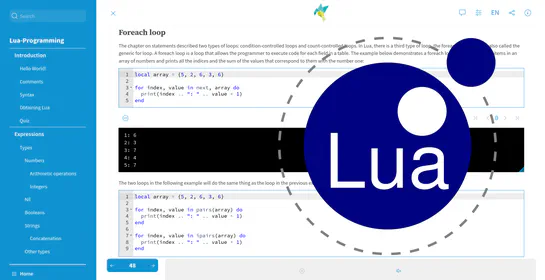 Search
Lua-Programming
Introduction
Hello World!
Comments
Syntax
Obtaining Lua
Quiz
Expressions
Types
Numbers
Arithmetic operations
Integers
Nil
Booleans
Strings
Concatenation
Other types
Home
EN
Foreach loop
The chapter on statements described two types of loops: condition-controlled loops and count-controlled loops. In Lua, there is a third type of loop, the fore also called the
generic for loop. A foreach loop is a loop that allows the programmer to execute code for each field in a table. The example below demonstrates a foreach ems in an
array of numbers and prints all the indices and the sum of the values that correspond to them with the number one:
1 local array = {5, 2, 6, 3, 6}
2
3 for index, value in next, array do
4 print(index .. ": " .. value + 1)
5 end
1: 6
2: 3
3: 7
4: 4
5: 7
The two loops in the following example will do the same thing as the loop in the previous ex
1 local array = {5, 2, 6, 3, 6}
2
3 for index, value in pairs(array) do
4 print(index .. ": " .. value + 1)
5 end
6
7 for index, value in ipairs(array) do
8 print(index .. ": " .. value + 1)
9 end
Lua
48